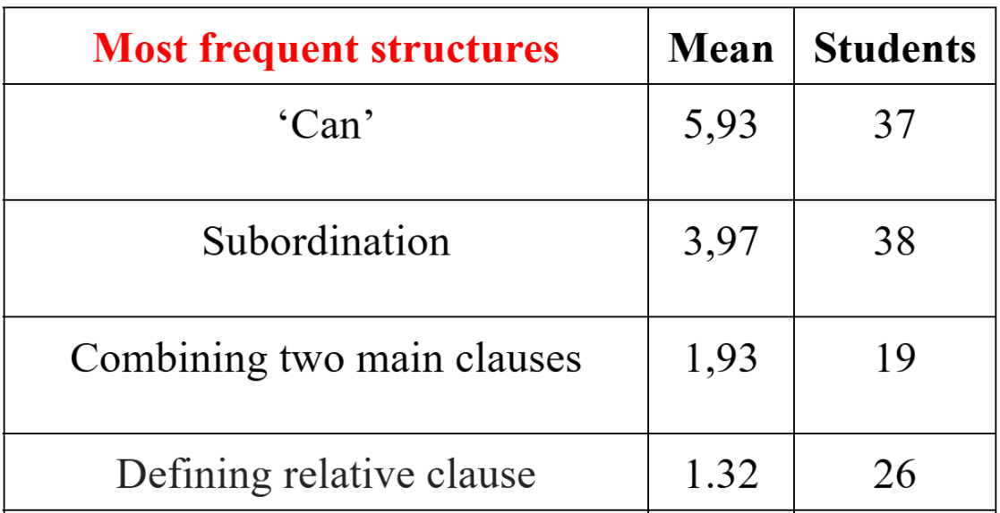 Most frequent structures Mean Students
‘Can’ 5,93 37
Subordination 3,97 38
Combining two main clauses 1,93 19
Defining relative clause 1.32 26